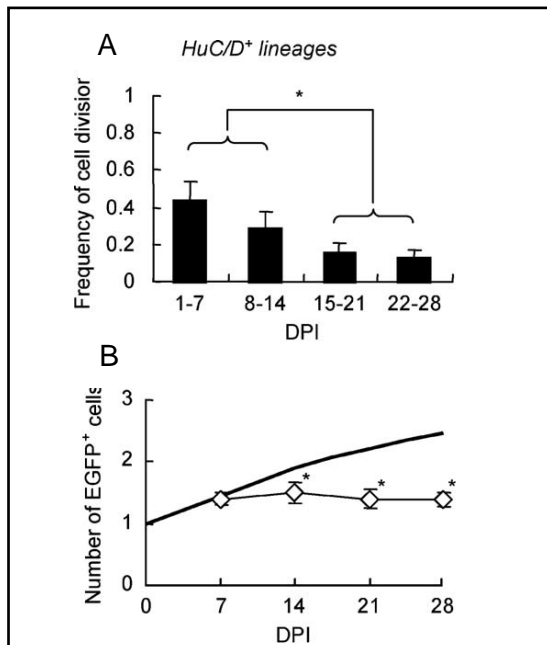 A
HuC/D+ lineages
Frequency of cell divisior
1
0.8
0.6
0.4
0.2
0
*
1-7 8-14 15-21 22-28
DPI
B
Number of EGFP+ cells
3
2
1
0
* * *
0 7 14 21 28
DPI